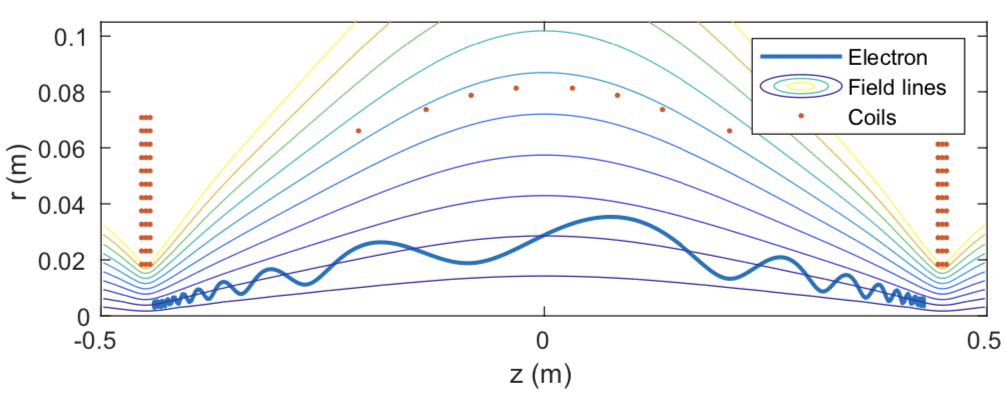 0.1
0.08
0.06
0.04
0.02
0
r (m)
-0.5
0
0.5
z (m)
Electron
Field lines
Coils